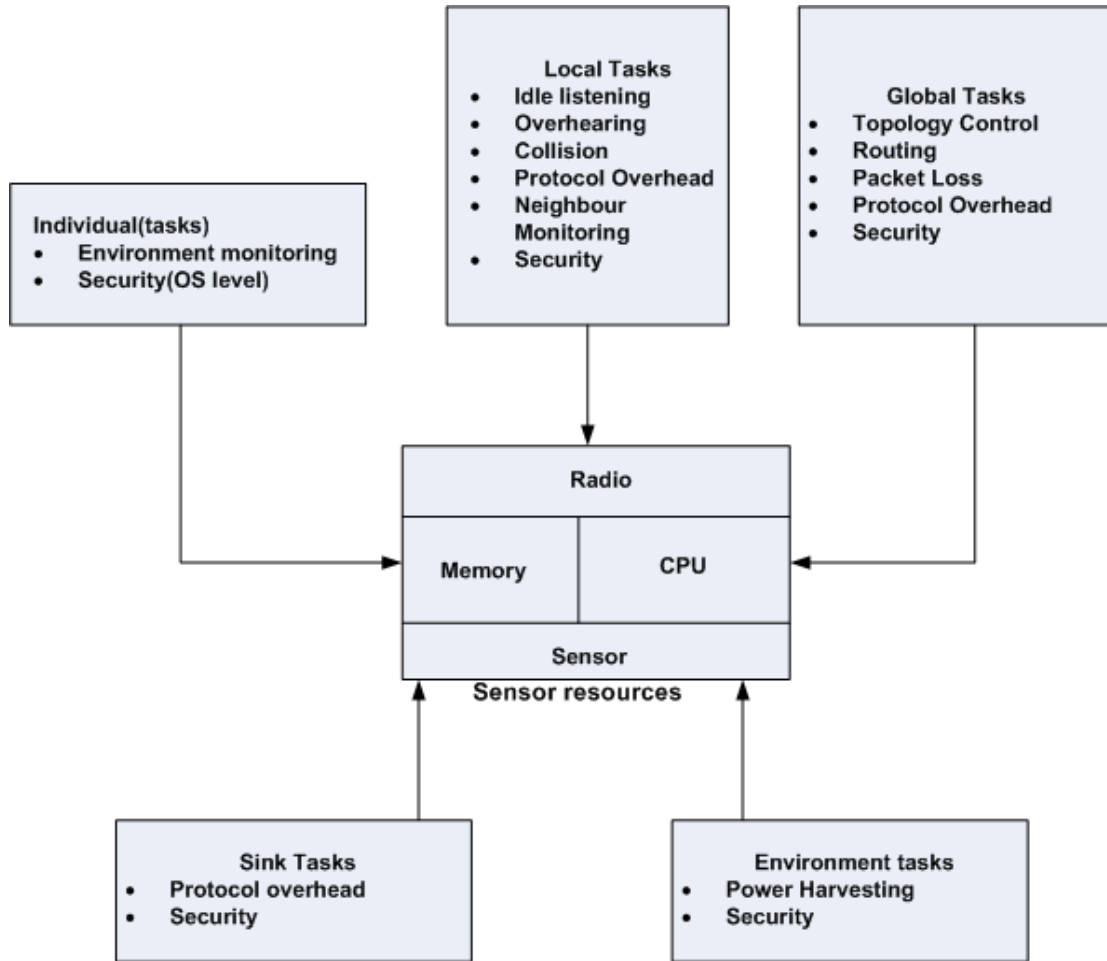 Local Tasks
• Idle listening
• Overhearing
• Collision
• Protocol Overhead
• Neighbour
Monitoring
• Security
Global Tasks
• Topology Control
• Routing
• Packet Loss
• Protocol Overhead
• Security
Individual(tasks)
• Environment monitoring
• Security(OS level)
Radio
Memory
CPU
Sensor
Sensor resources
Sink Tasks
• Protocol overhead
• Security
Environment tasks
• Power Harvesting
• Security